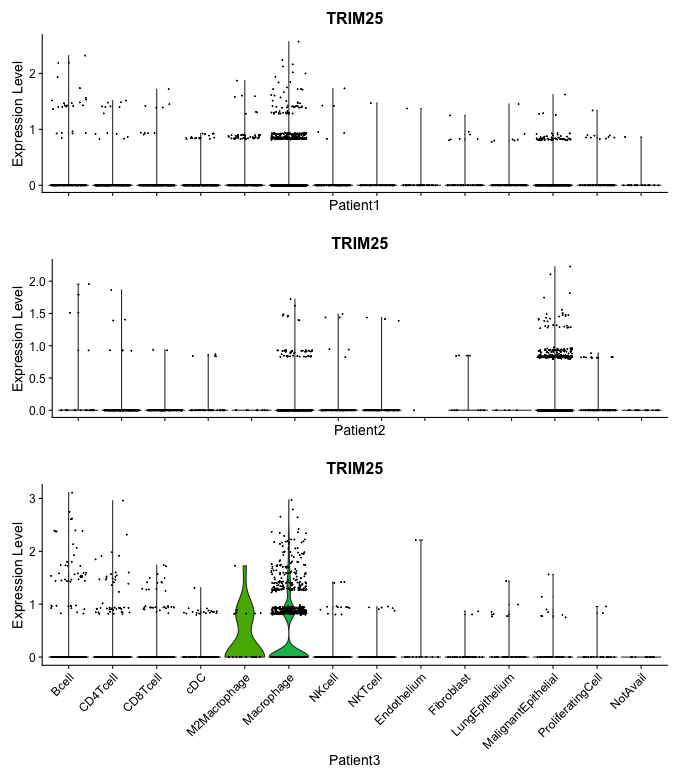 TRIM25
Expression Level
2
1
0
Patient1
TRIM25
Expression Level
2.0
1.5
1.0
0.5
0.0
Patient2
TRIM25
Expression Level
3
2
1
0
Bcell
CD4Tcell
CD8Tcell
cDC
M2Macrophage
Macrophage
NKcell
NKTcell
Endothelium
Fibroblast
LungEpithelium
MalignantEpithelial
ProliferatingCell
NotAvail
Patient3